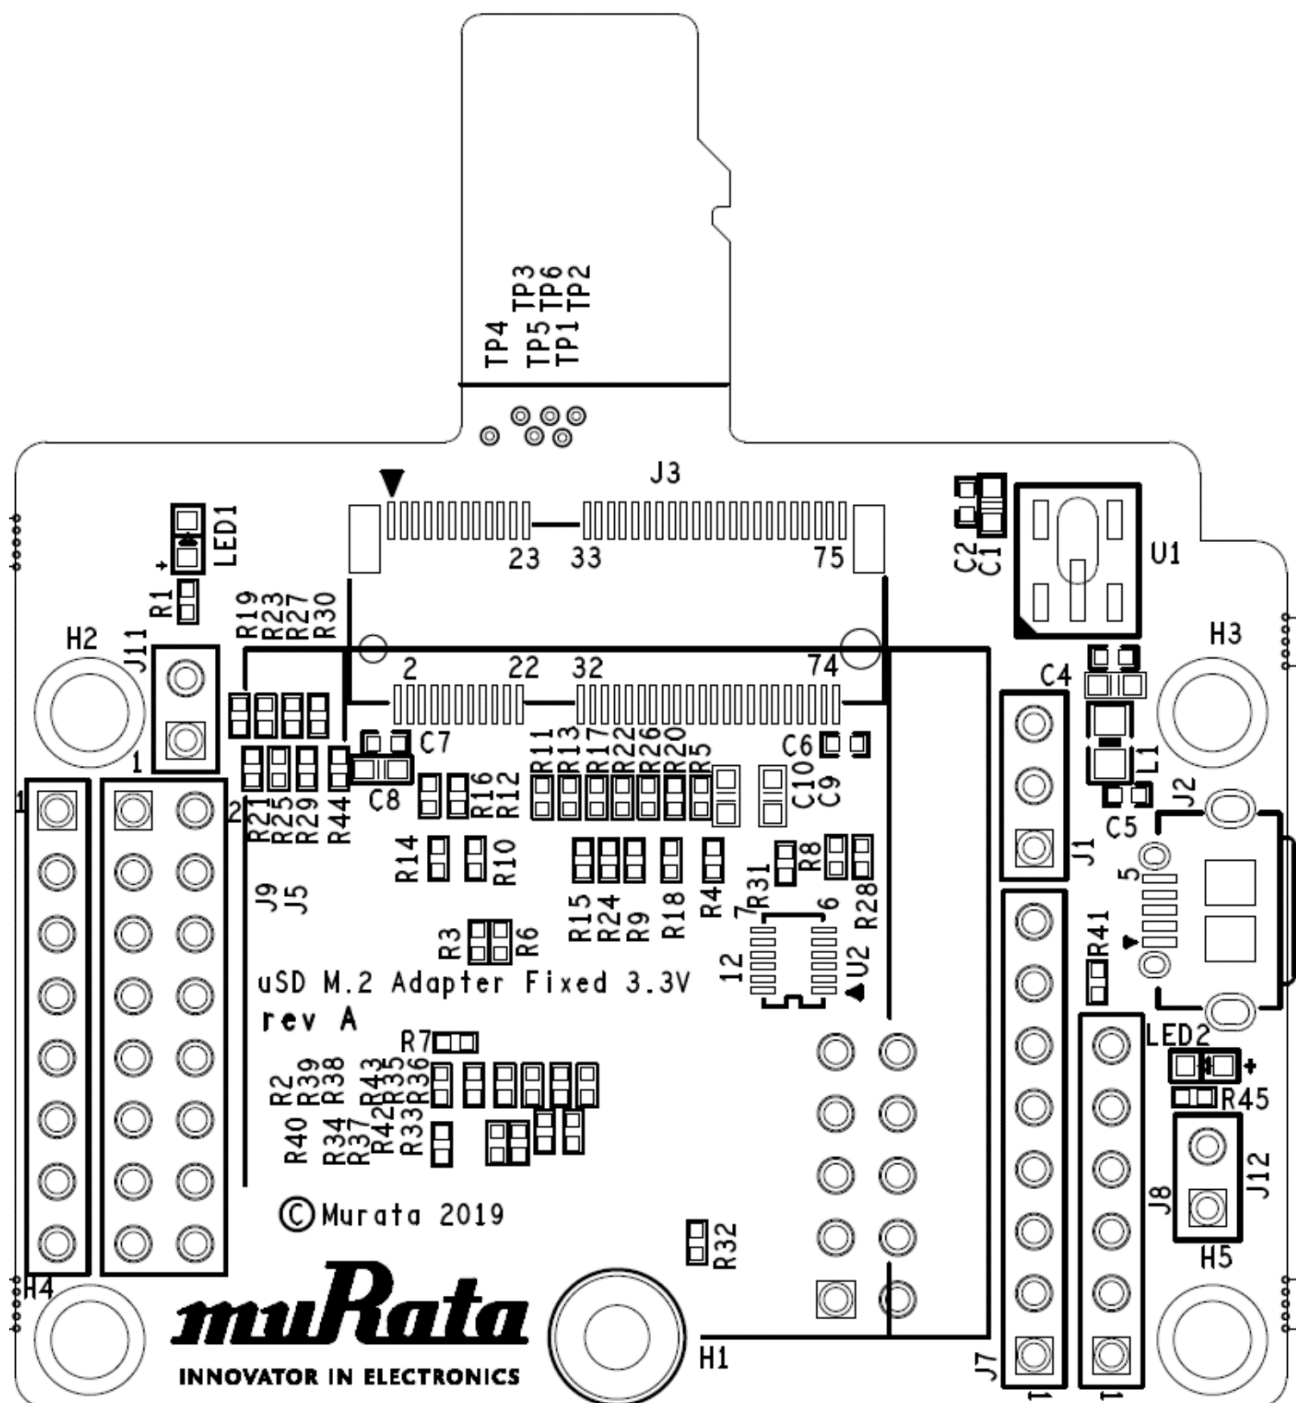 TP3
TP6
TP2
TP4
TP5
TP1
J3
LED1
+
23
33
75
C2
C1
U1
R1
R19
R23
R27
R30
H2
J11
2
22
32
74
H3
C4
C7
R11
R13
R17
R22
R26
R20
R5
C6
C10
C9
L1
J2
1
1
2
R21
R25
R29
R44
C8
R16
R12
C5
J1
R14
R10
R15
R24
R9
R18
R4
R31
R8
R28
5
J9
J5
7
6
R41
R3
R6
12
U2
uSD M.2 Adapter Fixed 3.3V
rev A
R7
LED2
+
R2
R39
R38
R43
R35
R36
R45
R40
R34
R37
R42
R33
J8
J12
© Murata 2019
R32
H5
H4
muRata
INNOVATOR IN ELECTRONICS
H1
J7
1
1